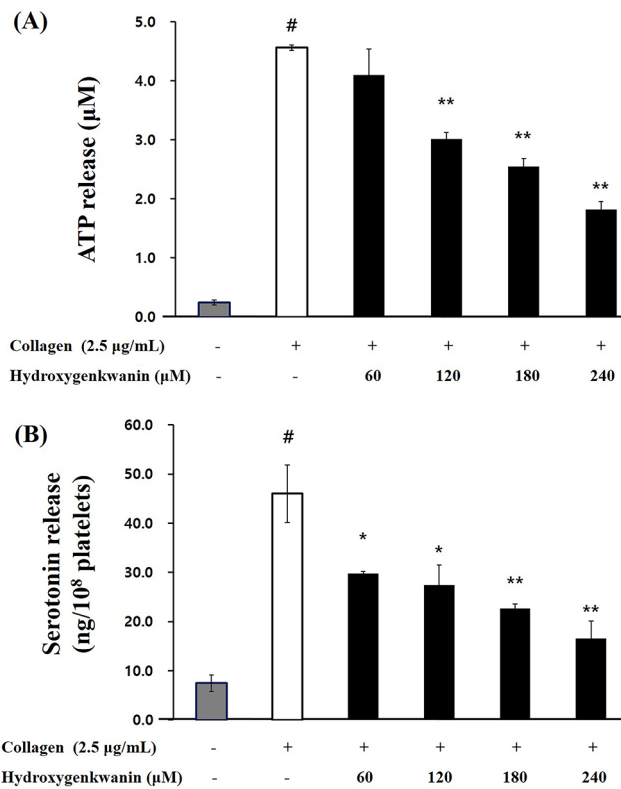 (A)
5.0
4.0
3.0
2.0
1.0
0.0
ATP release (μM)
#
**
**
**
Collagen (2.5 μg/mL) - + + + + +
Hydroxygenkwanin (μM) - - 60 120 180 240
(B)
60.0
50.0
40.0
30.0
20.0
10.0
0.0
Serotonin release
(ng/10⁸ platelets)
#
*
*
**
**
Collagen (2.5 μg/mL) - + + + + +
Hydroxygenkwanin (μM) - - 60 120 180 240